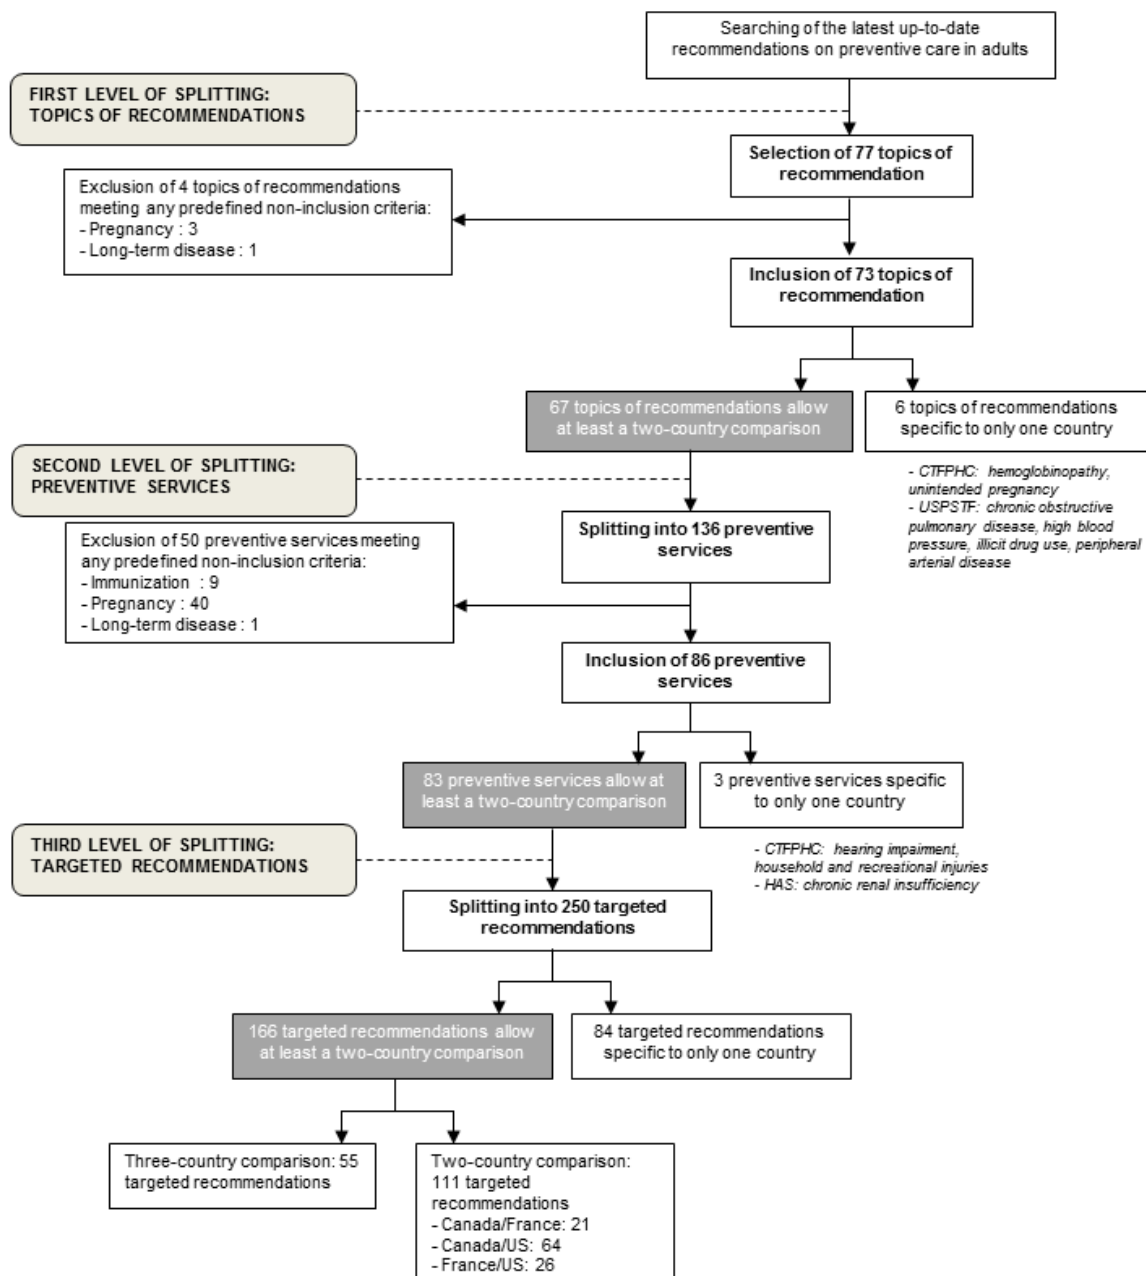 Searching of the latest up-to-date
recommendations on preventive care in adults
FIRST LEVEL OF SPLITTING:
TOPICS OF RECOMMENDATIONS
Selection of 77 topics of
recommendation
Exclusion of 4 topics of recommendations
meeting any predefined non-inclusion criteria:
- Pregnancy : 3
- Long-term disease : 1
Inclusion of 73 topics of
recommendation
67 topics of recommendations allow
at least a two-country comparison
6 topics of recommendations
specific to only one country
- CTFPHC: hemoglobinopathy,
unintended pregnancy
- USPSTF: chronic obstructive
pulmonary disease, high blood
pressure, illicit drug use, peripheral
arterial disease
SECOND LEVEL OF SPLITTING:
PREVENTIVE SERVICES
Splitting into 136 preventive
services
Exclusion of 50 preventive services meeting
any predefined non-inclusion criteria:
- Immunization : 9
- Pregnancy : 40
- Long-term disease : 1
Inclusion of 86 preventive
services
83 preventive services allow at
least a two-country comparison
3 preventive services specific
to only one country
- CTFPHC: hearing impairment,
household and recreational injuries
- HAS: chronic renal insufficiency
THIRD LEVEL OF SPLITTING:
TARGETED RECOMMENDATIONS
Splitting into 250 targeted
recommendations
166 targeted recommendations allow
at least a two-country comparison
84 targeted recommendations
specific to only one country
Three-country comparison: 55
targeted recommendations
Two-country comparison:
111 targeted
recommendations
- Canada/France: 21
- Canada/US: 64
- France/US: 26